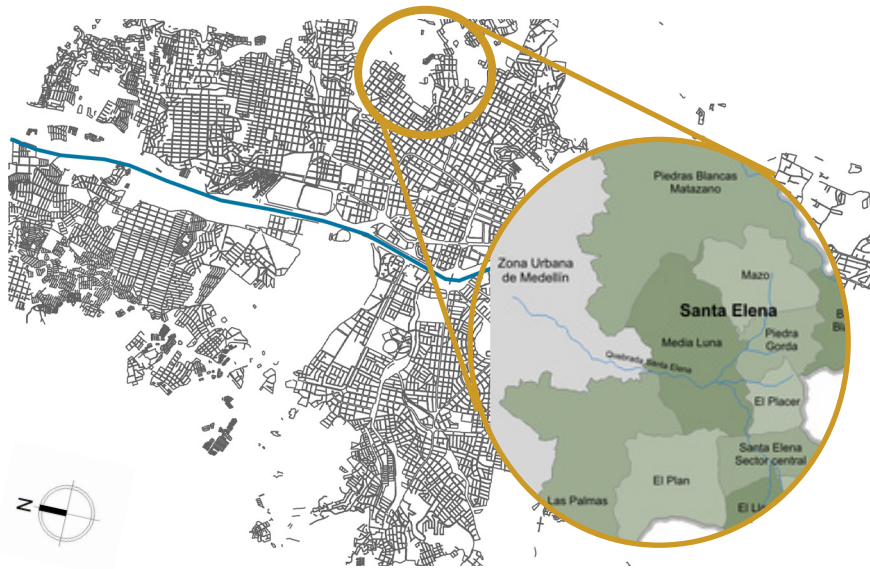 Piedras Blancas
Matazano
Zona Urbana
de Medellín
Mazo
Santa Elena
Media Luna
Piedra
Gorda
Quebrada Santa Elena
El Placer
Santa Elena
Sector central
El Plan
Las Palmas
N